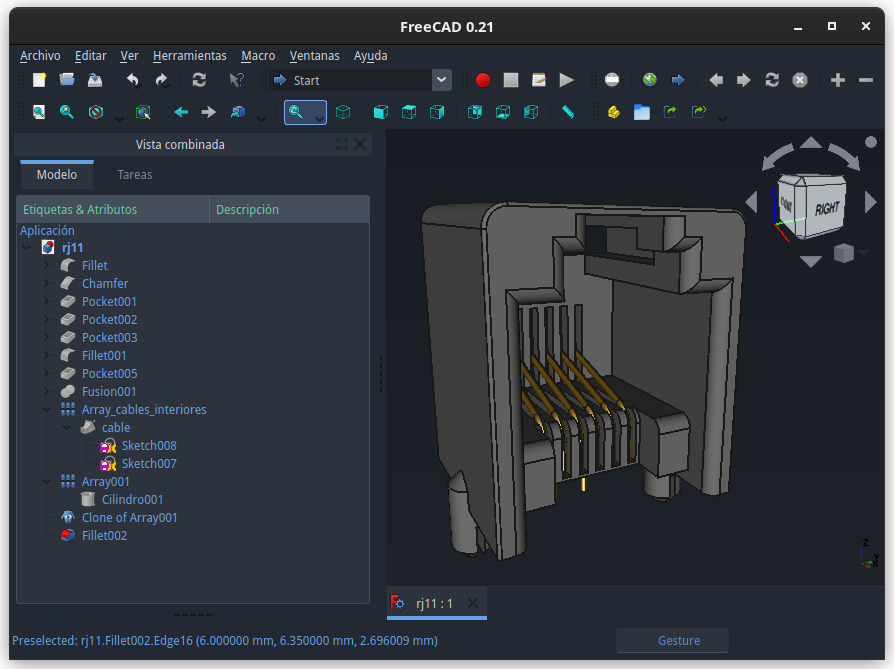 FreeCAD 0.21
Archivo Editar Ver Herramientas Macro Ventanas Ayuda
Start
Vista combinada
Modelo Tareas
Etiquetas & Atributos Descripción
Aplicación
rj11
Fillet
Chamfer
Pocket001
Pocket002
Pocket003
Fillet001
Pocket005
Fusion001
Array_cables_interiores
cable
Sketch008
Sketch007
Array001
Cilindro001
Clone of Array001
Fillet002
RIGHT
Z
Y
X
rj11 : 1
Preselected: rj11.Fillet002.Edge16 (6.000000 mm, 6.350000 mm, 2.696009 mm)
Gesture